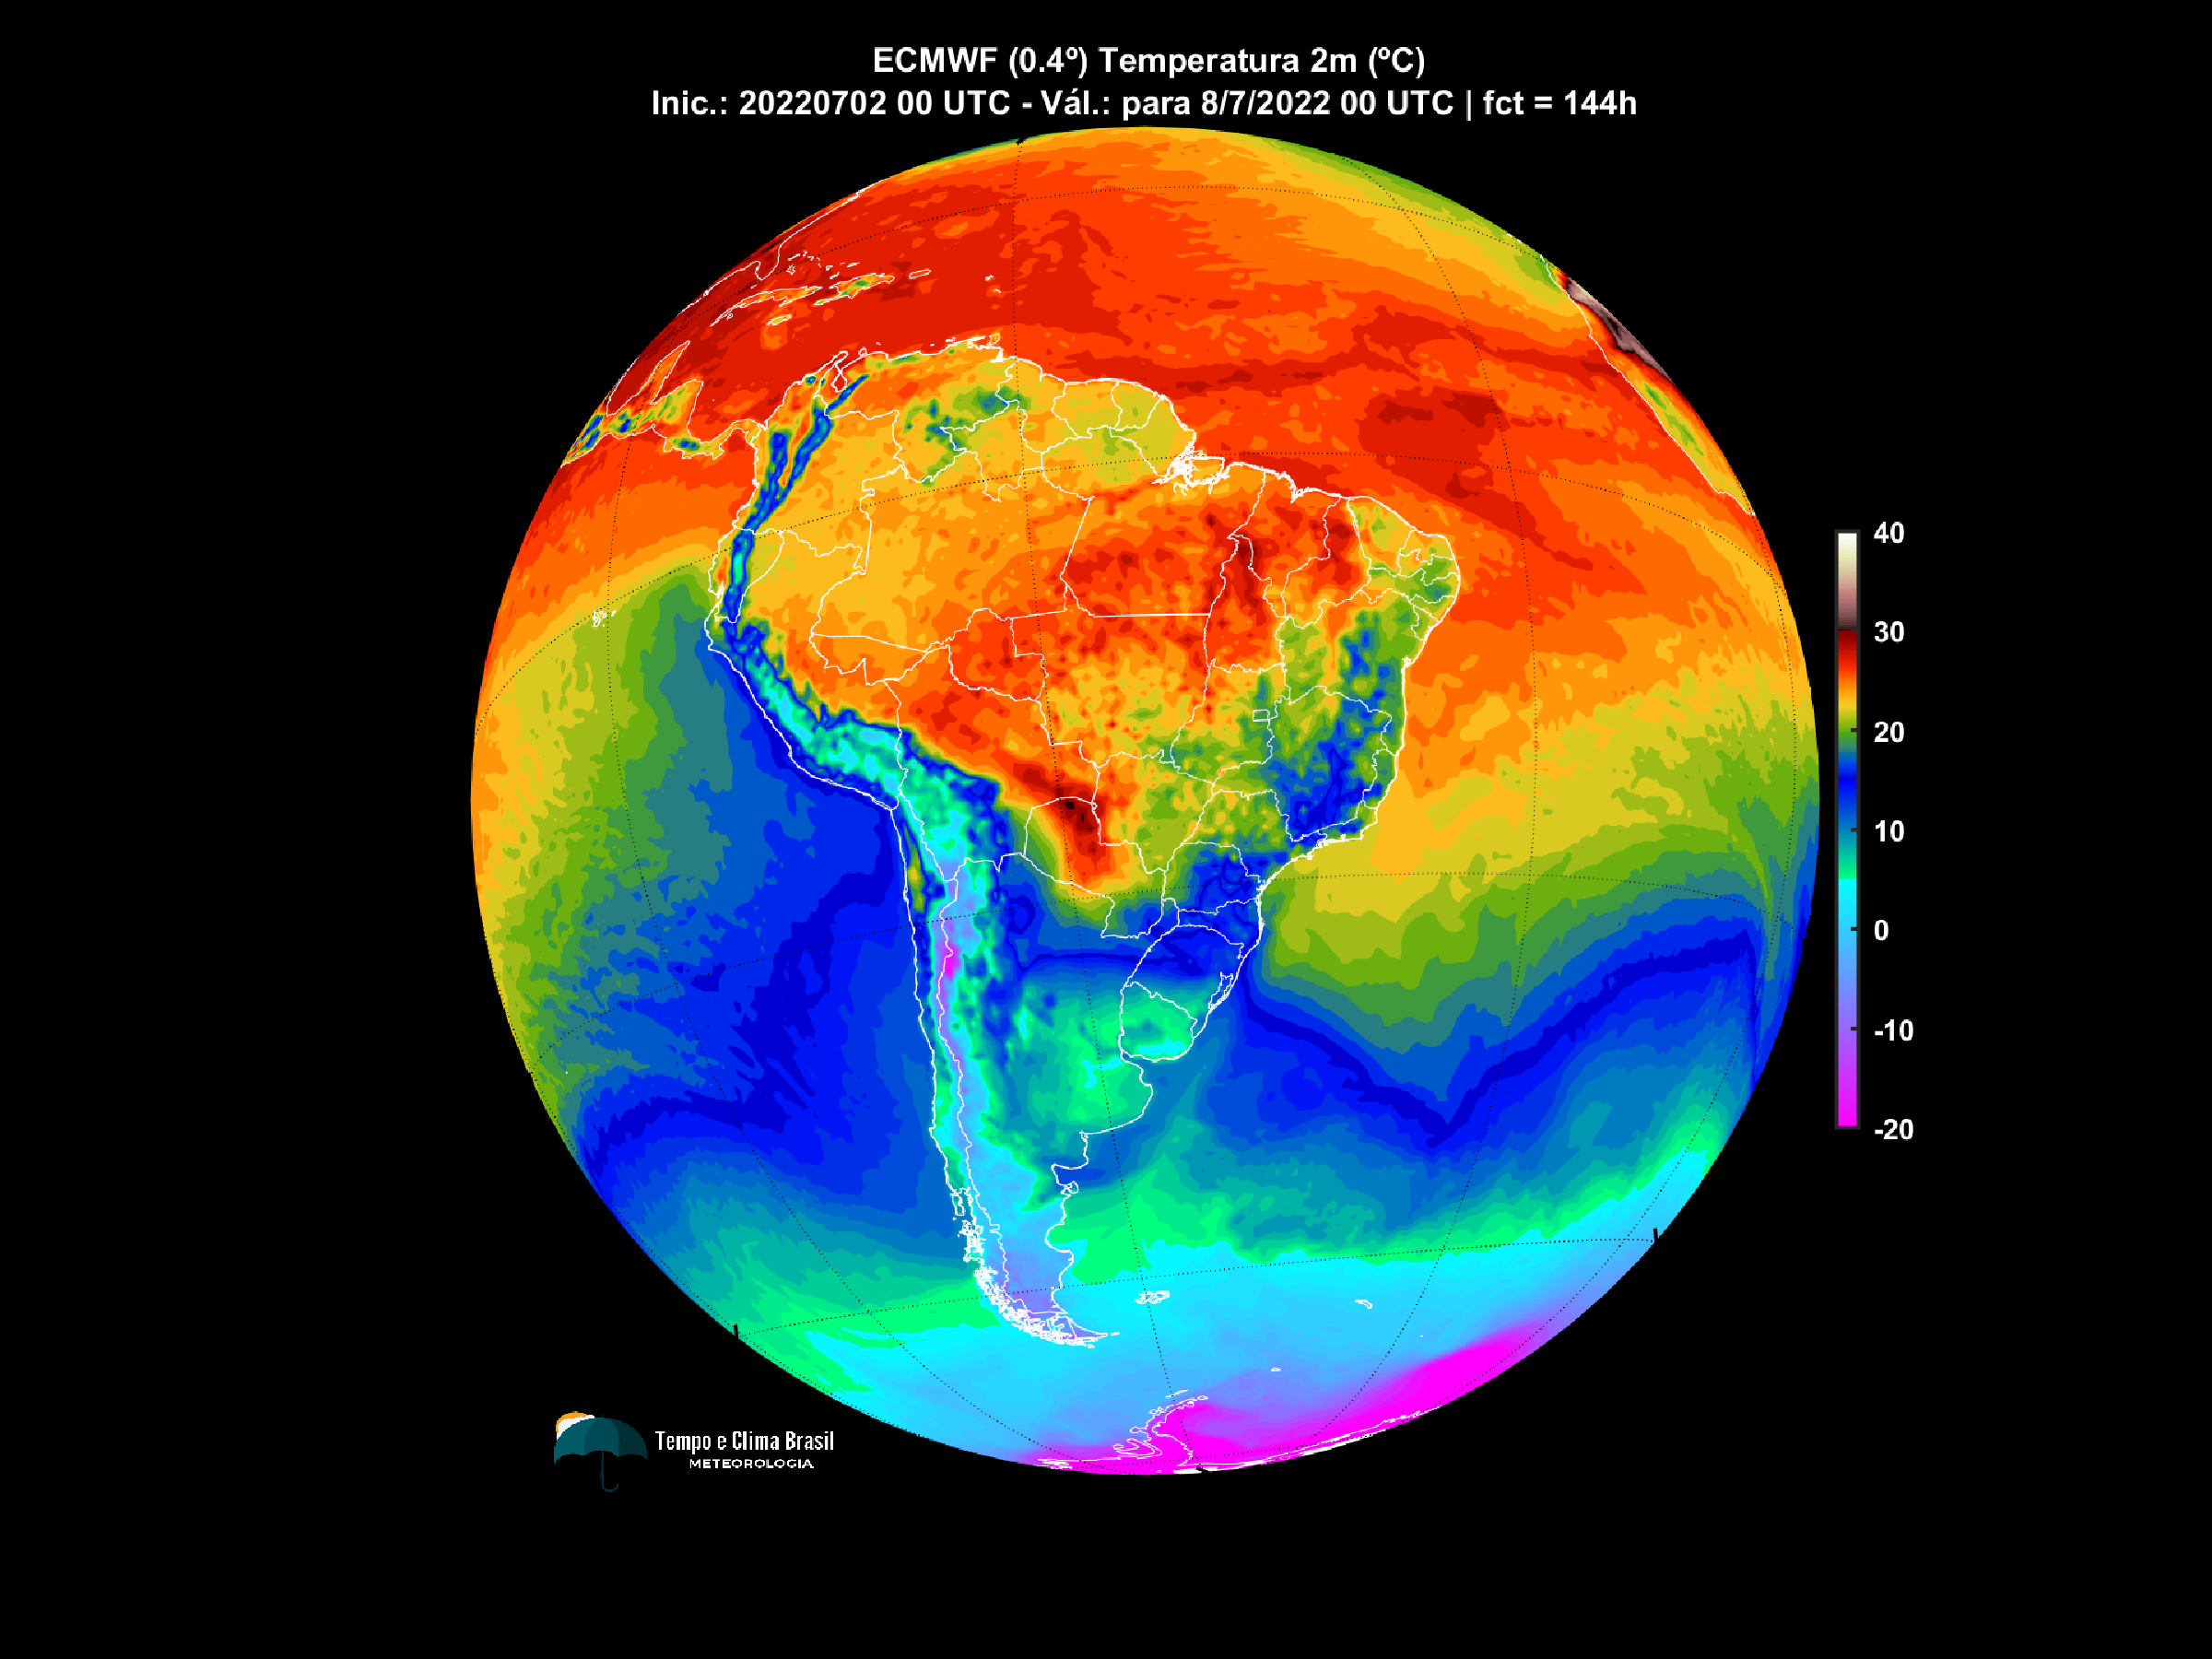 ECMWF (0.4º) Temperatura 2m (ºC)
Inic.: 20220702 00 UTC - Vál.: para 8/7/2022 00 UTC | fct = 144h
40
30
20
10
0
-10
-20
Tempo e Clima Brasil
METEOROLOGIA